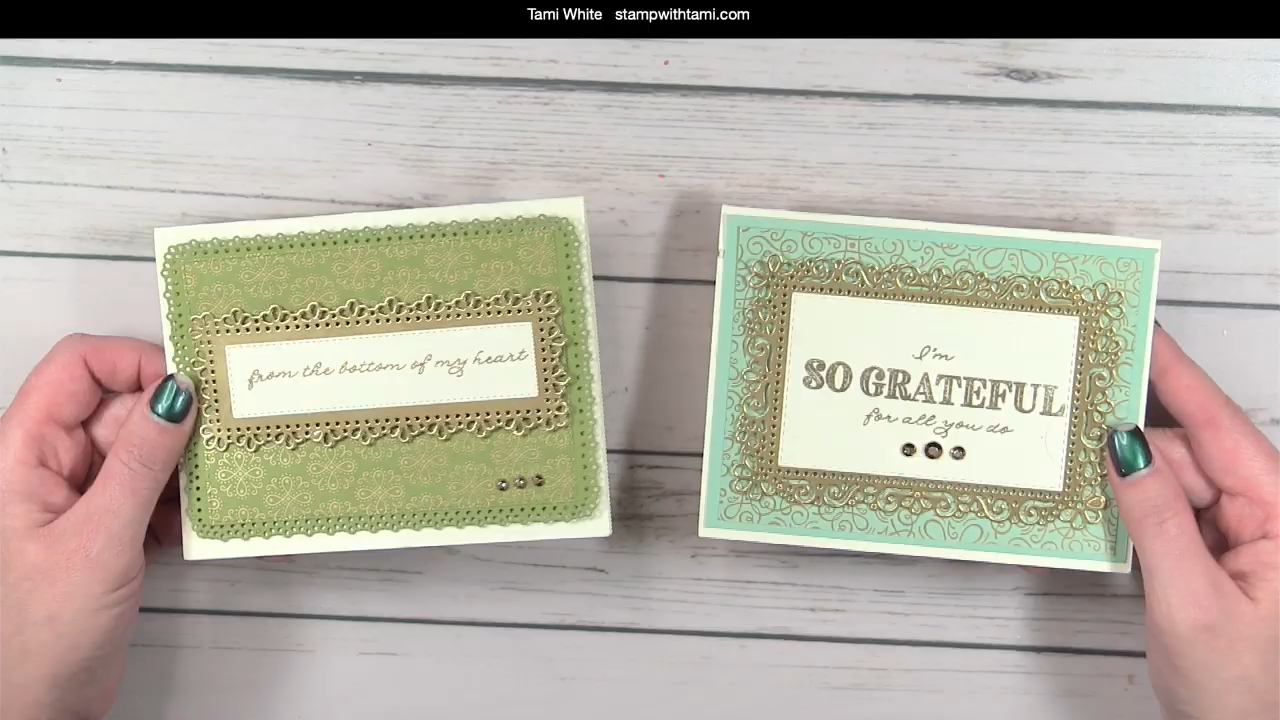 Tami White stampwithtami.com
from the bottom of my heart
I'm
SO GRATEFUL
for all you do